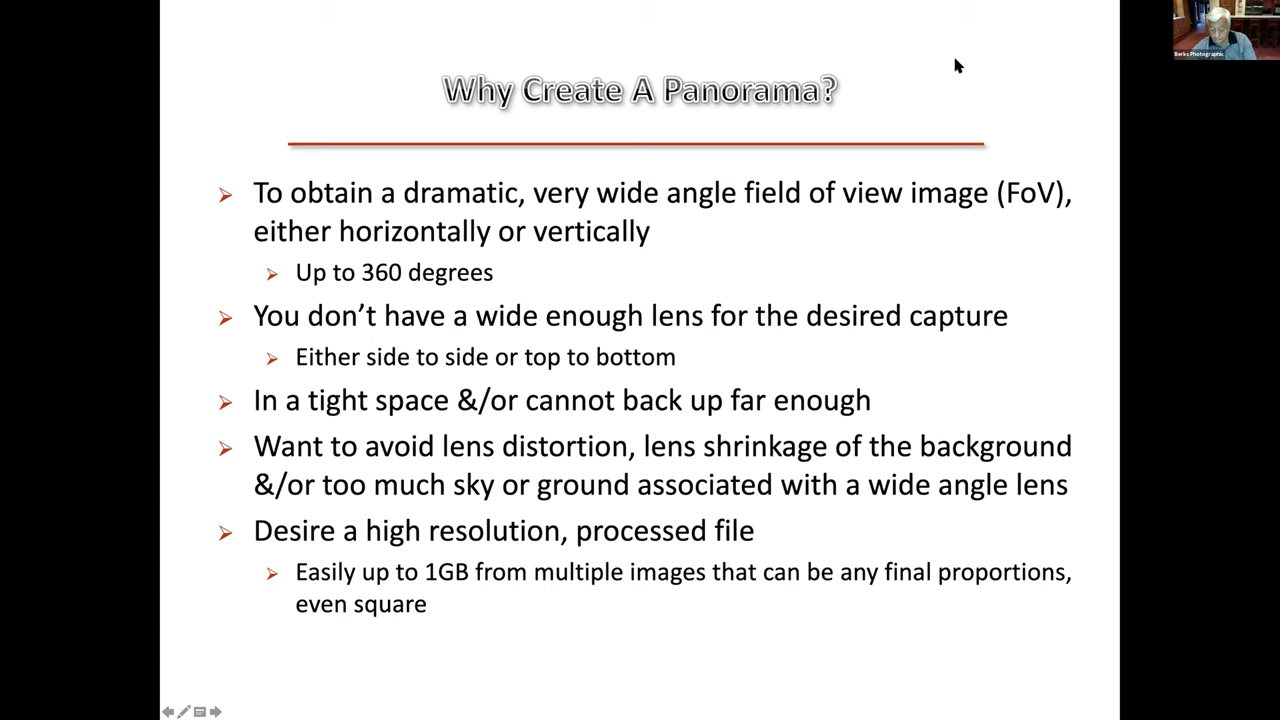 Why Create A Panorama?
Berks Photographic
To obtain a dramatic, very wide angle field of view image (FoV),
either horizontally or vertically
Up to 360 degrees
You don’t have a wide enough lens for the desired capture
Either side to side or top to bottom
In a tight space &/or cannot back up far enough
Want to avoid lens distortion, lens shrinkage of the background
&/or too much sky or ground associated with a wide angle lens
Desire a high resolution, processed file
Easily up to 1GB from multiple images that can be any final proportions,
even square